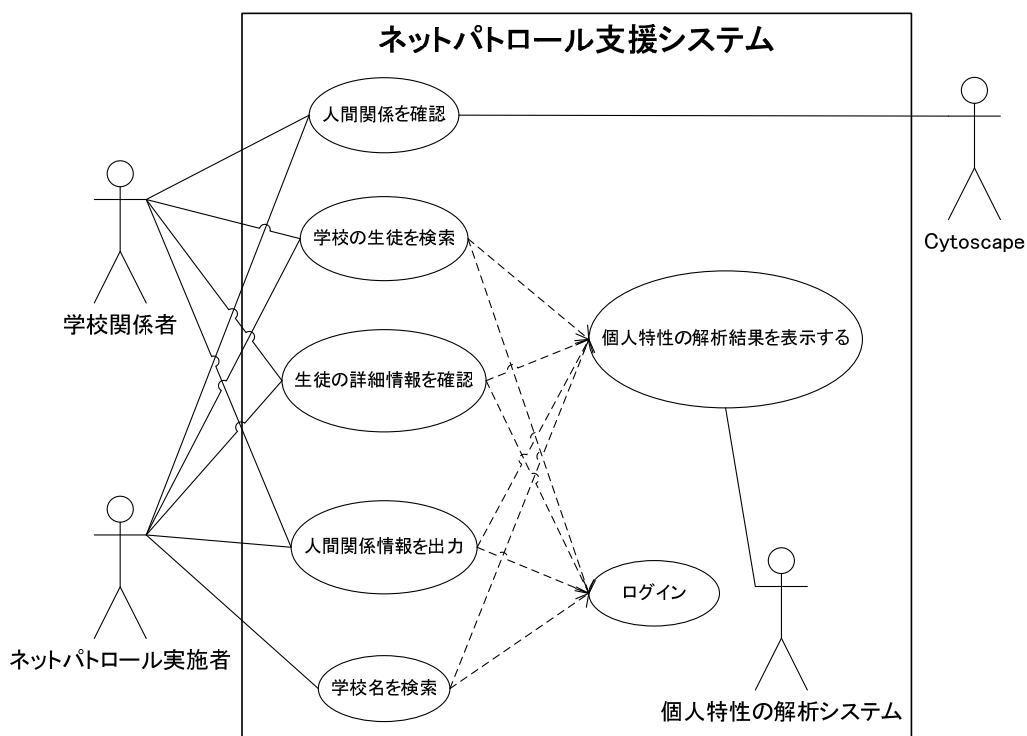 ネットパトロール支援システム
人間関係を確認
学校の生徒を検索
Cytoscape
学校関係者
個人特性の解析結果を表示する
生徒の詳細情報を確認
人間関係情報を出力
ログイン
ネットパトロール実施者
学校名を検索
個人特性の解析システム